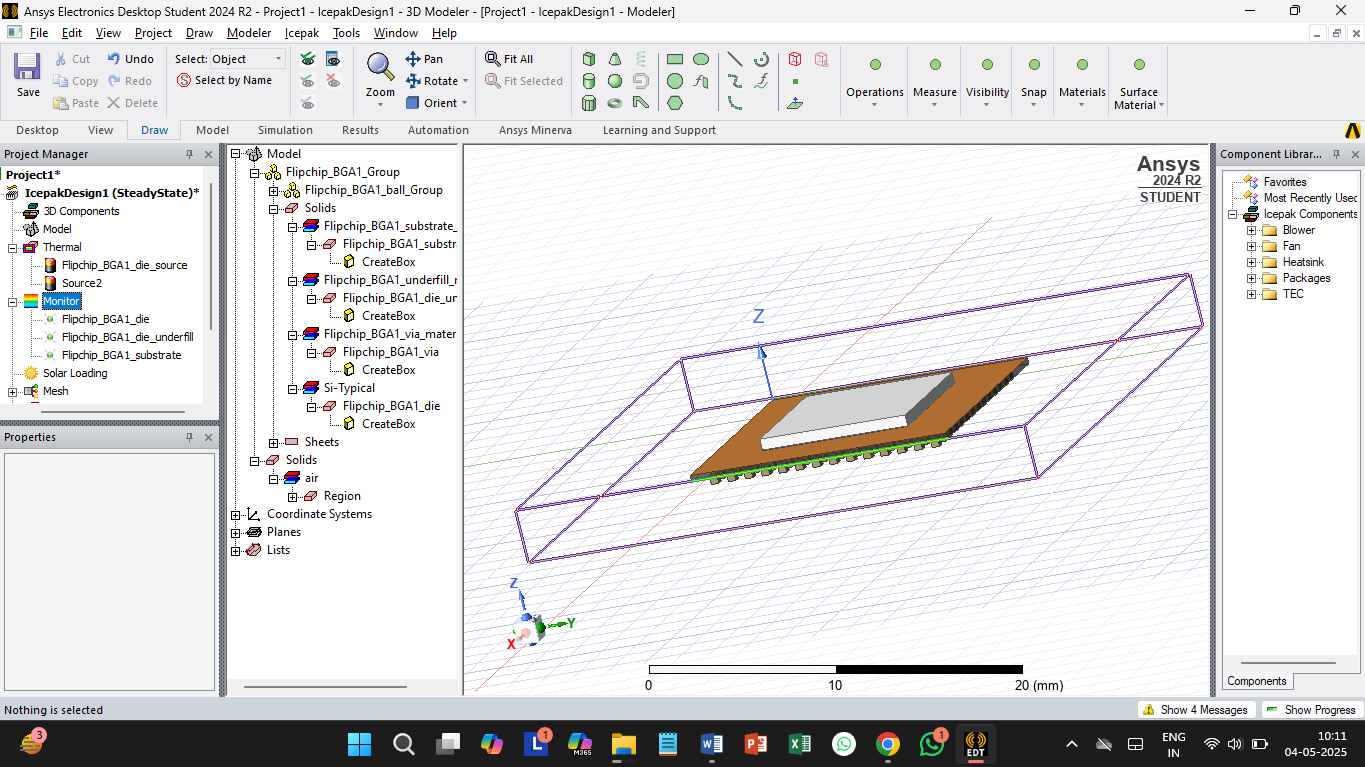 Ansys Electronics Desktop Student 2024 R2 - Project1 - IcepakDesign1 - 3D Modeler - [Project1 - IcepakDesign1 - Modeler]
File Edit View Project Draw Modeler Icepak Tools Window Help
Save
Cut
Copy
Paste
Undo
Redo
Delete
Select: Object
Select by Name
Zoom
Pan
Rotate
Orient
Fit All
Fit Selected
Operations
Measure
Visibility
Snap
Materials
Surface
Material
Desktop View Draw Model Simulation Results Automation Ansys Minerva Learning and Support
Project Manager
Project1*
IcepakDesign1 (SteadyState)*
3D Components
Model
Thermal
Flipchip_BGA1_die_source
Source2
Monitor
Flipchip_BGA1_die
Flipchip_BGA1_die_underfill
Flipchip_BGA1_substrate
Solar Loading
Mesh
Properties
Model
Flipchip_BGA1_Group
Flipchip_BGA1_ball_Group
Solids
Flipchip_BGA1_substrate_
Flipchip_BGA1_substr
CreateBox
Flipchip_BGA1_underfill_
Flipchip_BGA1_die_un
CreateBox
Flipchip_BGA1_via_mater
Flipchip_BGA1_via
CreateBox
Si-Typical
Flipchip_BGA1_die
CreateBox
Sheets
Solids
air
Region
Coordinate Systems
Planes
Lists
Ansys
2024 R2
STUDENT
Z
Z
Y
X
0 10 20 (mm)
Component Librar...
Favorites
Most Recently Used
Icepak Components
Blower
Fan
Heatsink
Packages
TEC
Components
Nothing is selected
Show 4 Messages
Show Progress
3
L
1
M365
1
EDT
ENG
IN
10:11
04-05-2025